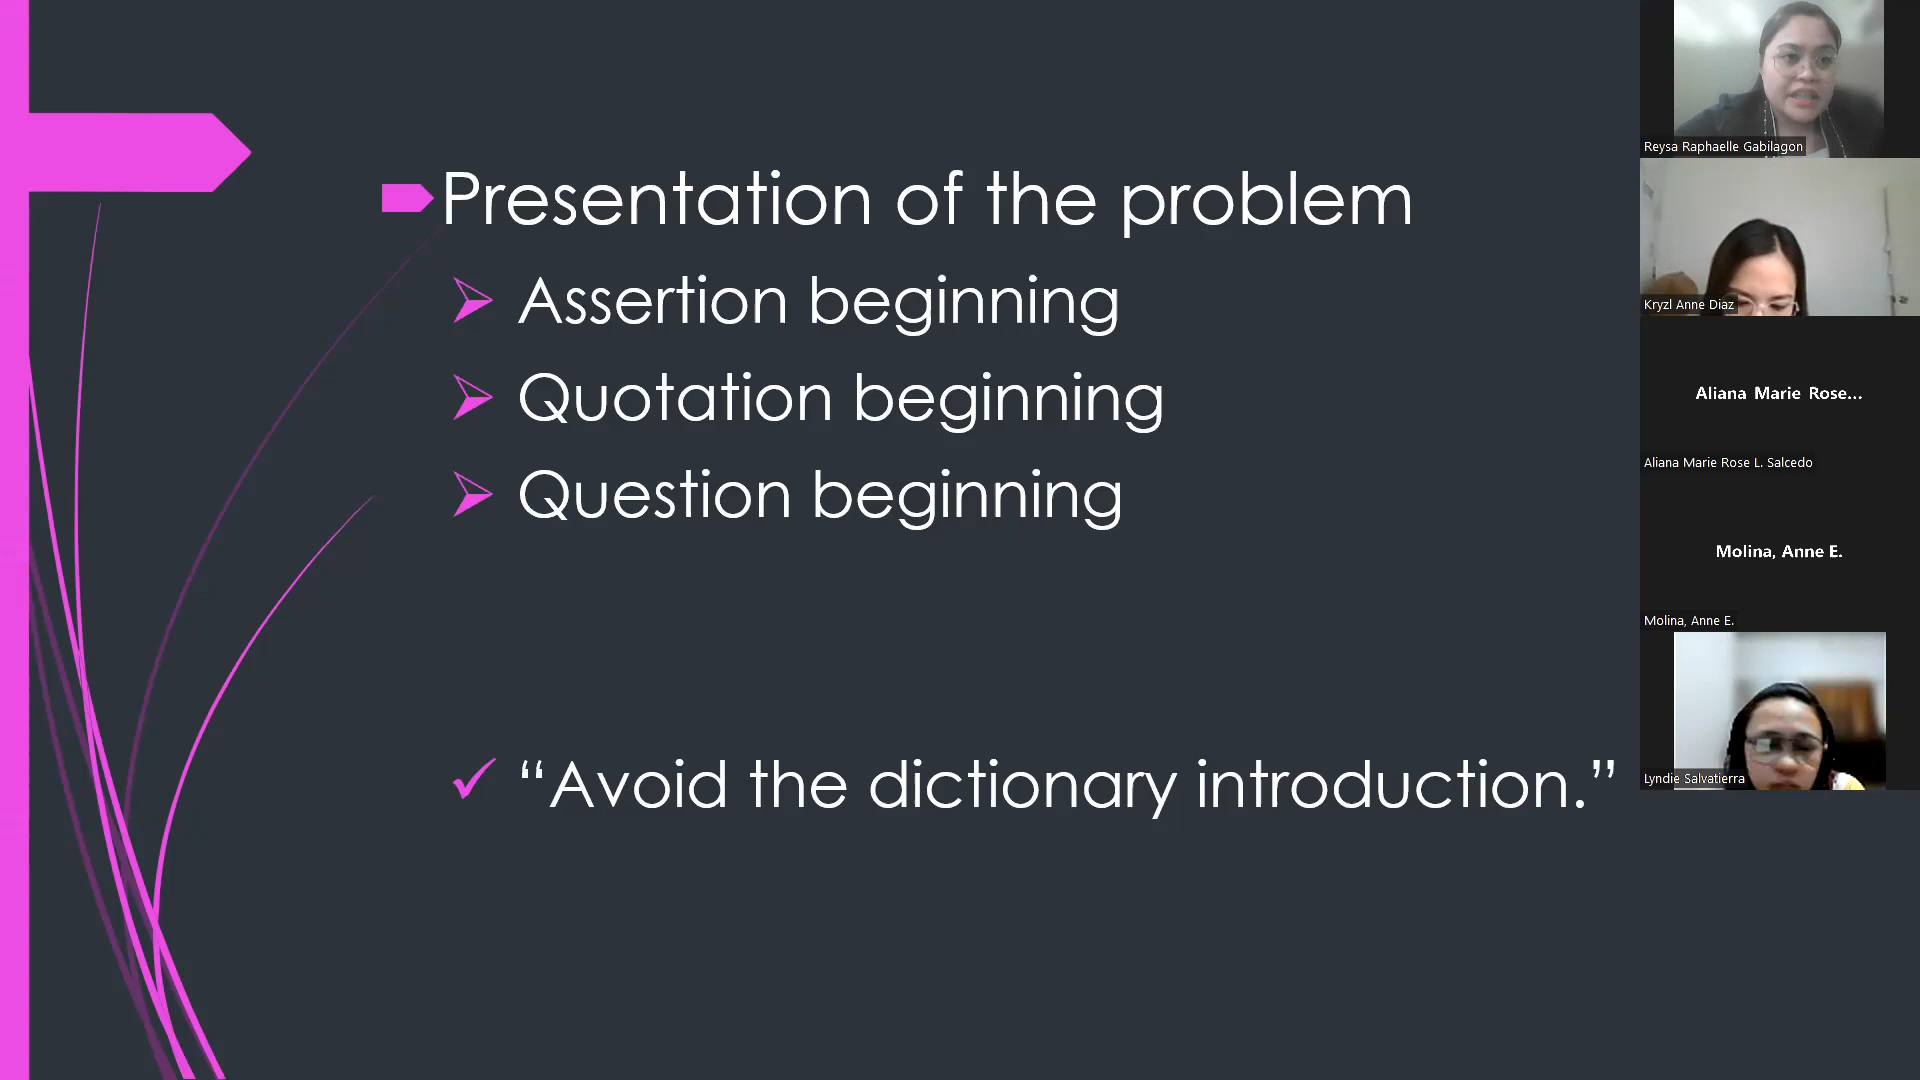 Presentation of the problem
Assertion beginning
Quotation beginning
Question beginning
“Avoid the dictionary introduction.”
Reysa Raphaelle Gabilagon
Kryzl Anne Diaz
Aliana Marie Rose...
Aliana Marie Rose L. Salcedo
Molina, Anne E.
Molina, Anne E.
Lyndie Salvatierra